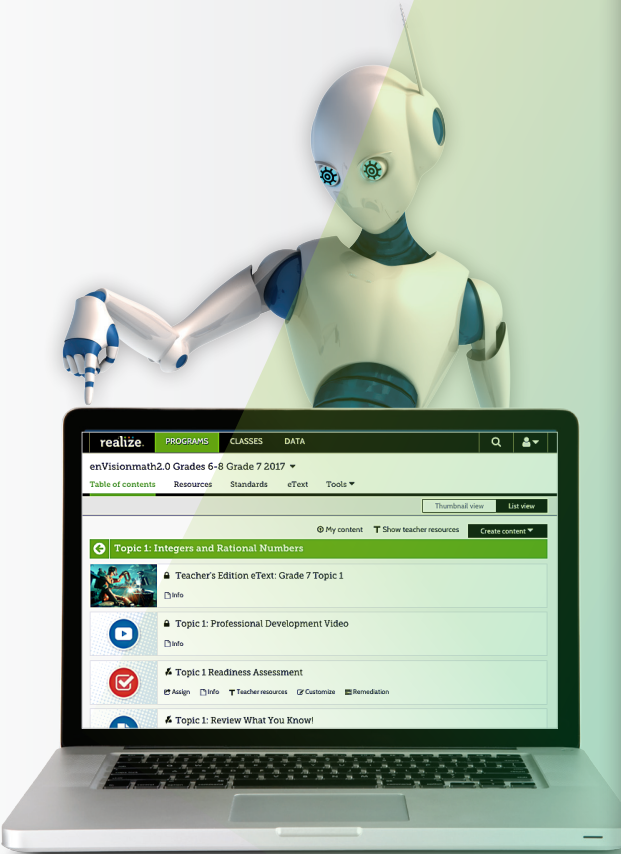 realize. PROGRAMS CLASSES DATA
enVisionmath2.0 Grades 6-8 Grade 7 2017
Table of contents Resources Standards eText Tools
Thumbnail view List view
My content Show teacher resources Create content
Topic 1: Integers and Rational Numbers
Teacher's Edition eText: Grade 7 Topic 1
Info
Topic 1: Professional Development Video
Info
Topic 1 Readiness Assessment
Assign Info Teacher resources Customize Remediation
Topic 1: Review What You Know!